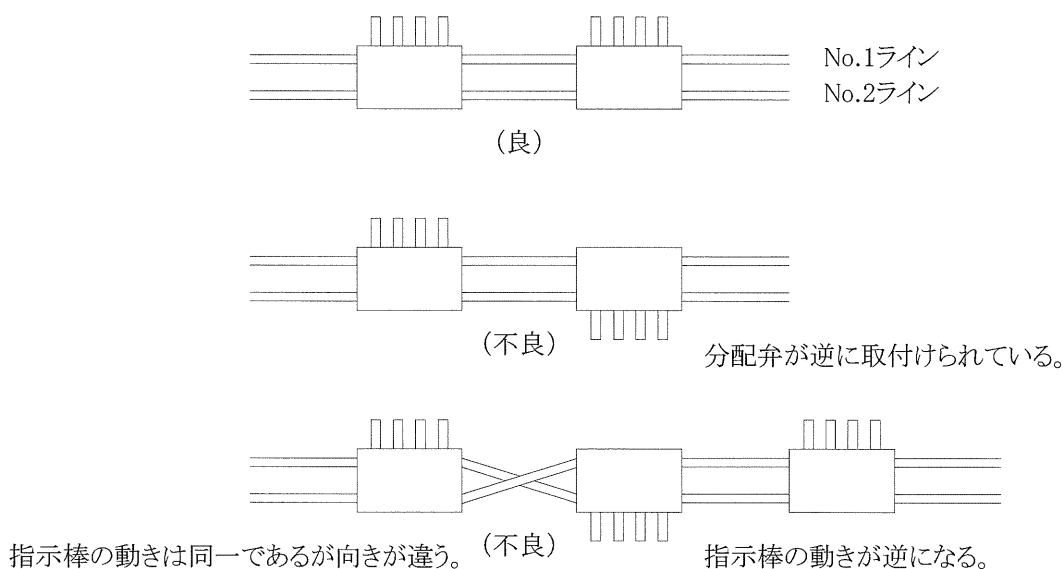 No.1ライン
No.2ライン
(良)
(不良)
分配弁が逆に取付けられている。
指示棒の動きは同一であるが向きが違う。
(不良)
指示棒の動きが逆になる。